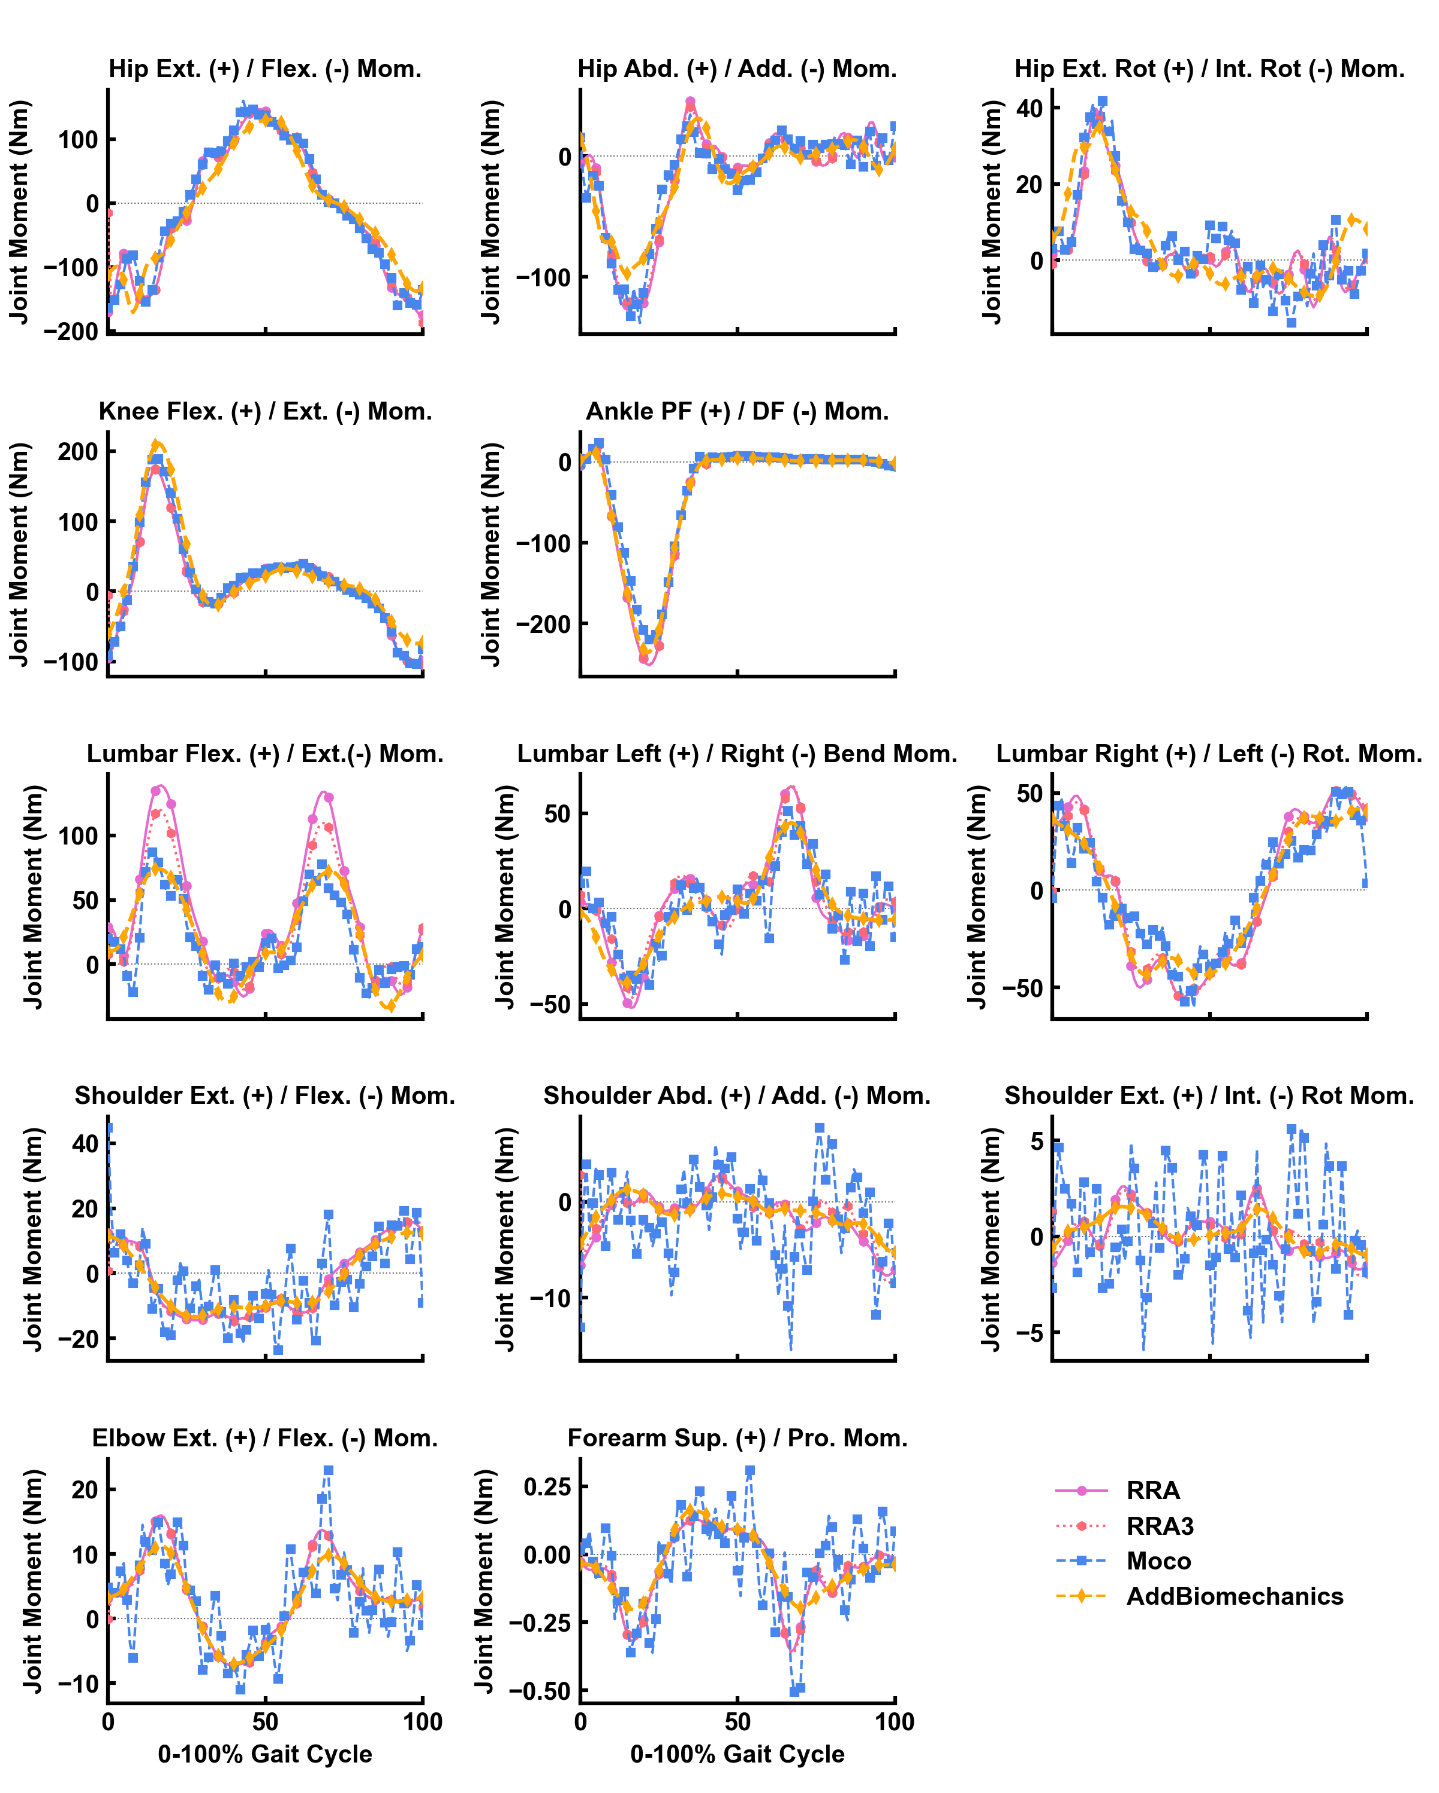 Hip Ext. (+) / Flex. (-) Mom.
Joint Moment (Nm)
100
0
−100
−200
Hip Abd. (+) / Add. (-) Mom.
Joint Moment (Nm)
0
−100
Hip Ext. Rot (+) / Int. Rot (-) Mom.
Joint Moment (Nm)
40
20
0
Knee Flex. (+) / Ext. (-) Mom.
Joint Moment (Nm)
200
100
0
−100
Ankle PF (+) / DF (-) Mom.
Joint Moment (Nm)
0
−100
−200
Lumbar Flex. (+) / Ext.(-) Mom.
Joint Moment (Nm)
100
50
0
Lumbar Left (+) / Right (-) Bend Mom.
Joint Moment (Nm)
50
0
−50
Lumbar Right (+) / Left (-) Rot. Mom.
Joint Moment (Nm)
50
0
−50
Shoulder Ext. (+) / Flex. (-) Mom.
Joint Moment (Nm)
40
20
0
−20
Shoulder Abd. (+) / Add. (-) Mom.
Joint Moment (Nm)
0
−10
Shoulder Ext. (+) / Int. (-) Rot Mom.
Joint Moment (Nm)
5
0
−5
Elbow Ext. (+) / Flex. (-) Mom.
Joint Moment (Nm)
20
10
0
−10
0
50
100
0-100% Gait Cycle
Forearm Sup. (+) / Pro. Mom.
Joint Moment (Nm)
0.25
0.00
−0.25
−0.50
0
50
100
0-100% Gait Cycle
RRA
RRA3
Moco
AddBiomechanics